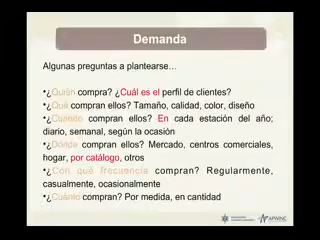 Demanda
Algunas preguntas a plantearse...
•¿Quién compra? ¿Cuál es el perfil de clientes?
•¿Qué compran ellos? Tamaño, calidad, color, diseño
•¿Cuándo compran ellos? En cada estación del año;
diario, semanal, según la ocasión
•¿Dónde compran ellos? Mercado, centros comerciales,
hogar, por catálogo, otros
•¿Con qué frecuencia compran? Regularmente,
casualmente, ocasionalmente
•¿Cuánto compran? Por medida, en cantidad
APWINC